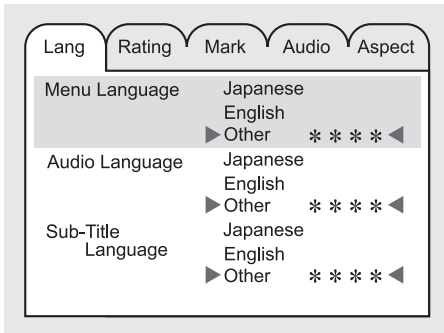 Lang Rating Mark Audio Aspect
Menu Language Japanese
English
▶Other ＊＊＊＊◀
Audio Language Japanese
English
▶Other ＊＊＊＊◀
Sub-Title Japanese
Language English
▶Other ＊＊＊＊◀